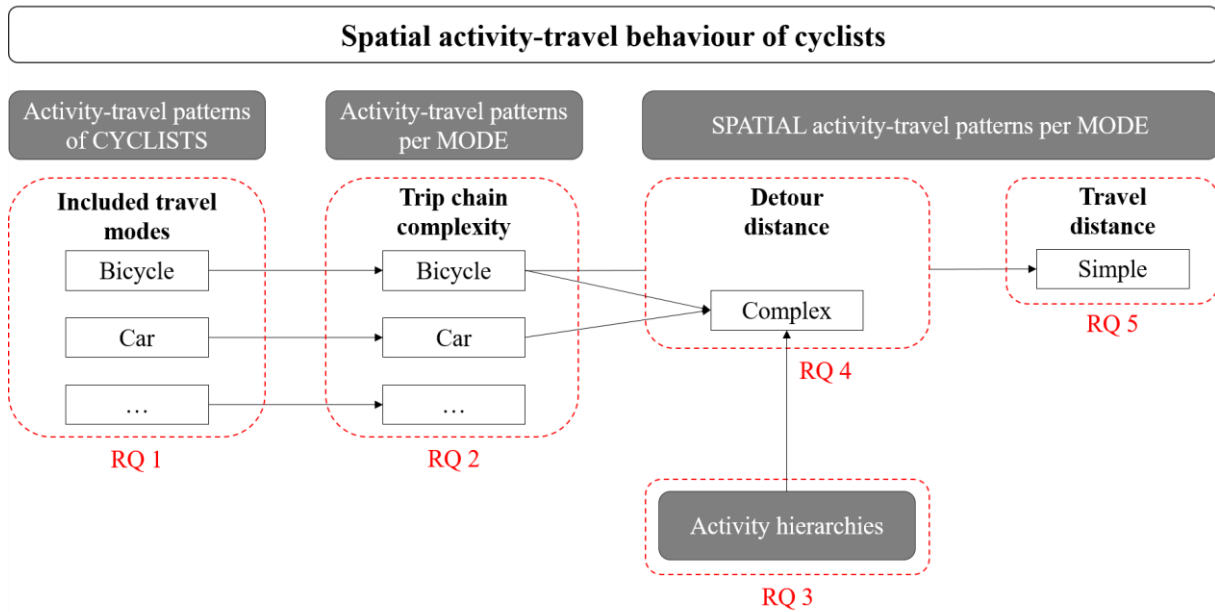 Spatial activity-travel behaviour of cyclists
Activity-travel patterns
of CYCLISTS
Activity-travel patterns
per MODE
SPATIAL activity-travel patterns per MODE
Included travel
modes
Bicycle
Car
…
RQ 1
Trip chain
complexity
Bicycle
Car
…
RQ 2
Detour
distance
Complex
RQ 4
Travel
distance
Simple
RQ 5
Activity hierarchies
RQ 3